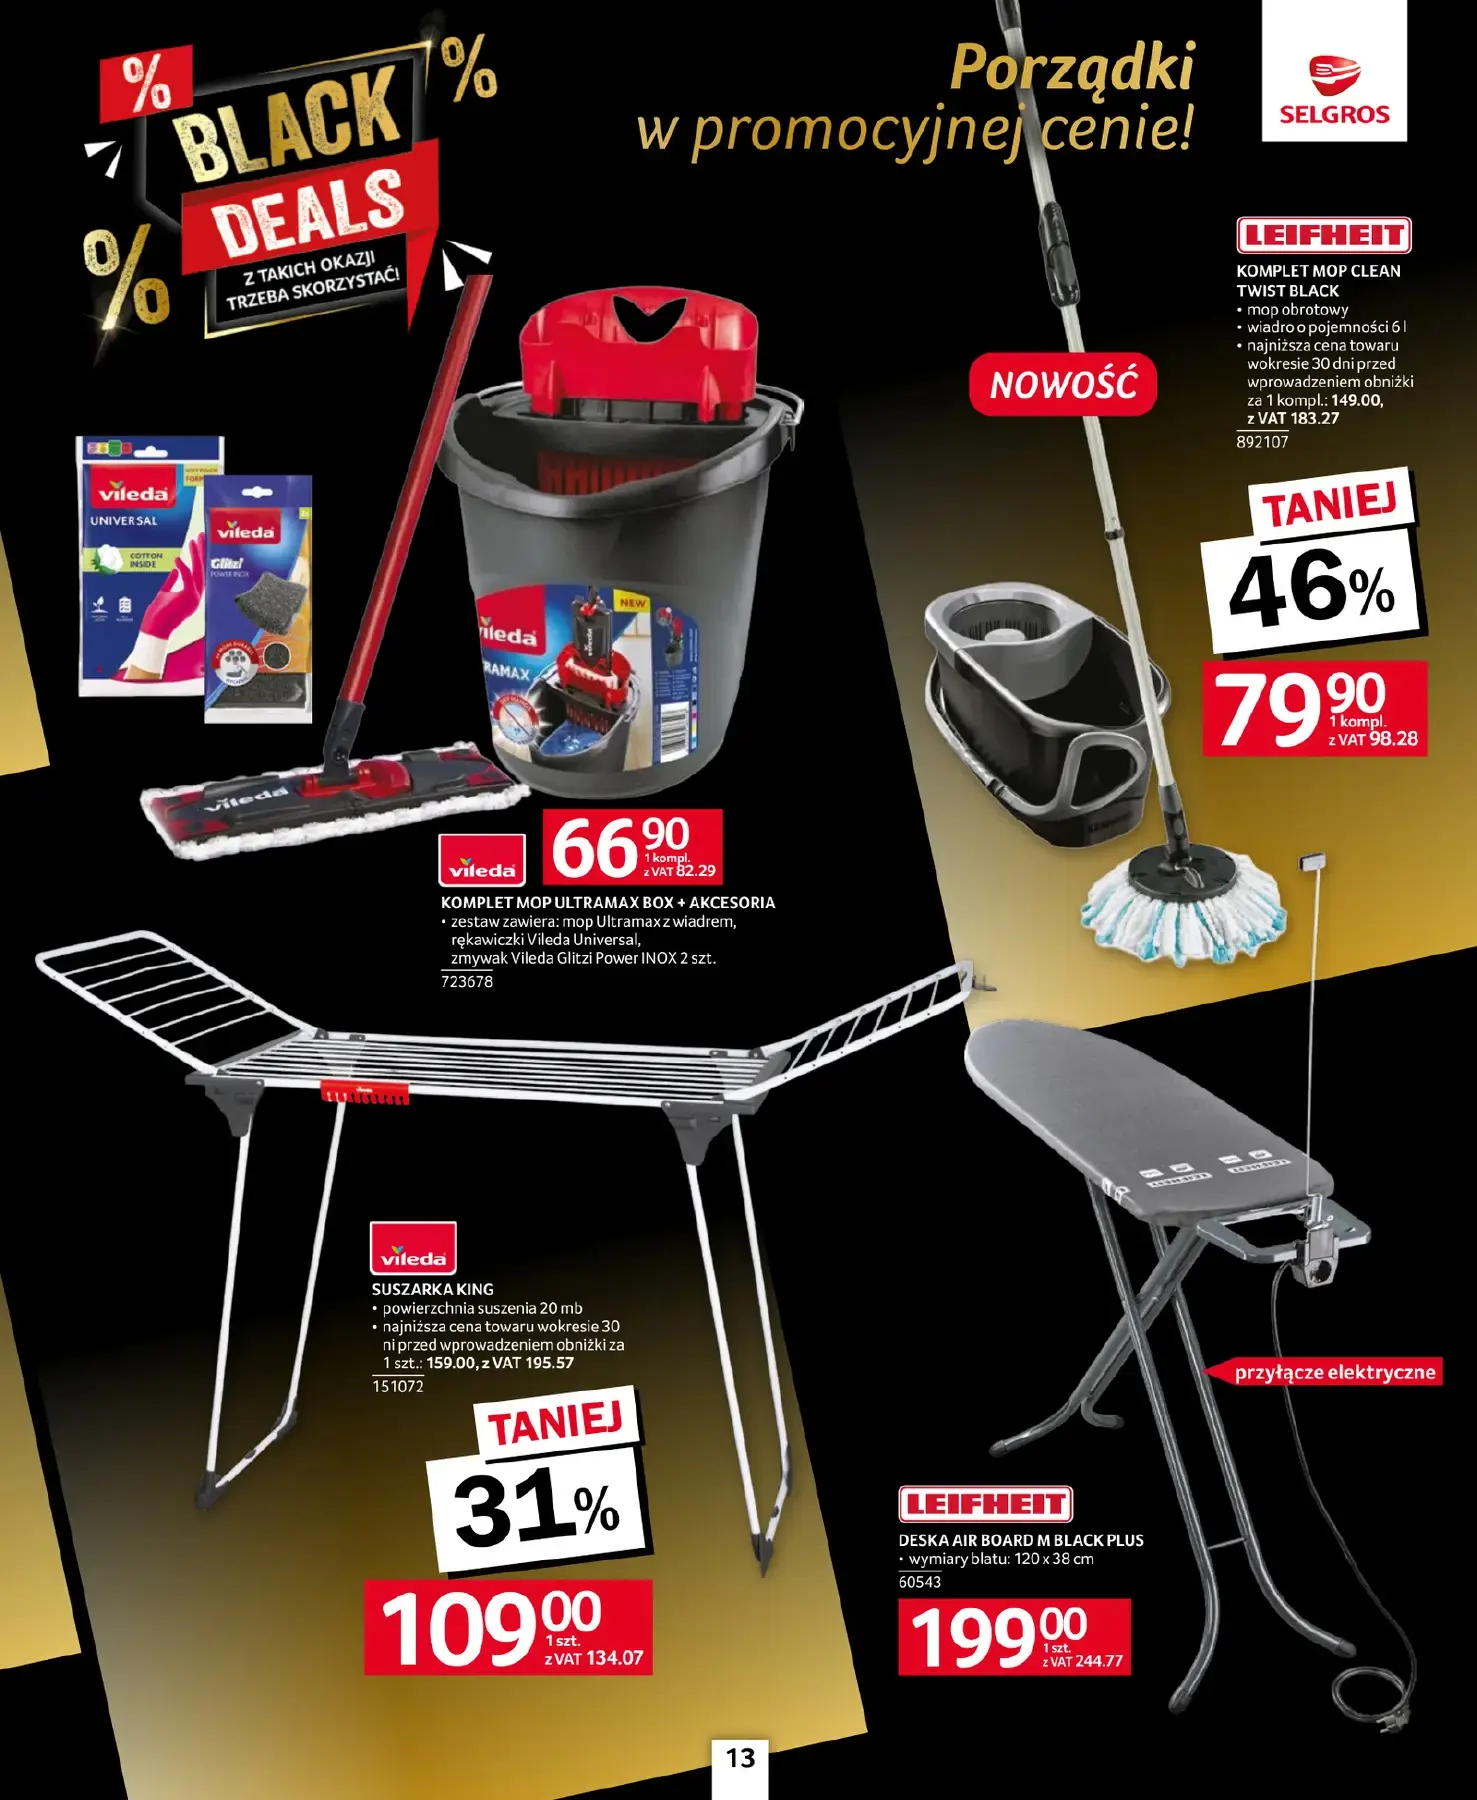 %
%
BLACK
DEALS
Z TAKICH OKAZJI
TRZEBA SKORZYSTAĆ!
%
Porządki
w promocyjnej cenie!
SELGROS
LEIFHEIT
KOMPLET MOP CLEAN
TWIST BLACK
• mop obrotowy
• wiadro o pojemności 6 l
• najniższa cena towaru
wokresie 30 dni przed
wprowadzeniem obniżki
za 1 kompl.: 149.00,
z VAT 183.27
892107
NOWOŚĆ
TANIEJ
46%
79 90
1 kompl.
z VAT 98.28
vileda
UNIVERSAL
COTTON
INSIDE
vileda
Glitzi
POWER INOX
vileda
NEW
vileda
RAMAX
vileda
66 90
1 kompl.
z VAT 82.29
KOMPLET MOP ULTRAMAX BOX + AKCESORIA
• zestaw zawiera: mop Ultramax z wiadrem,
rękawiczki Vileda Universal,
zmywak Vileda Glitzi Power INOX 2 szt.
723678
vileda
SUSZARKA KING
• powierzchnia suszenia 20 mb
• najniższa cena towaru wokresie 30
ni przed wprowadzeniem obniżki za
1 szt.: 159.00, z VAT 195.57
151072
TANIEJ
31%
109 00
1 szt.
z VAT 134.07
przyłącze elektryczne
LEIFHEIT
DESKA AIR BOARD M BLACK PLUS
• wymiary blatu: 120 x 38 cm
60543
199 00
1 szt.
z VAT 244.77
13